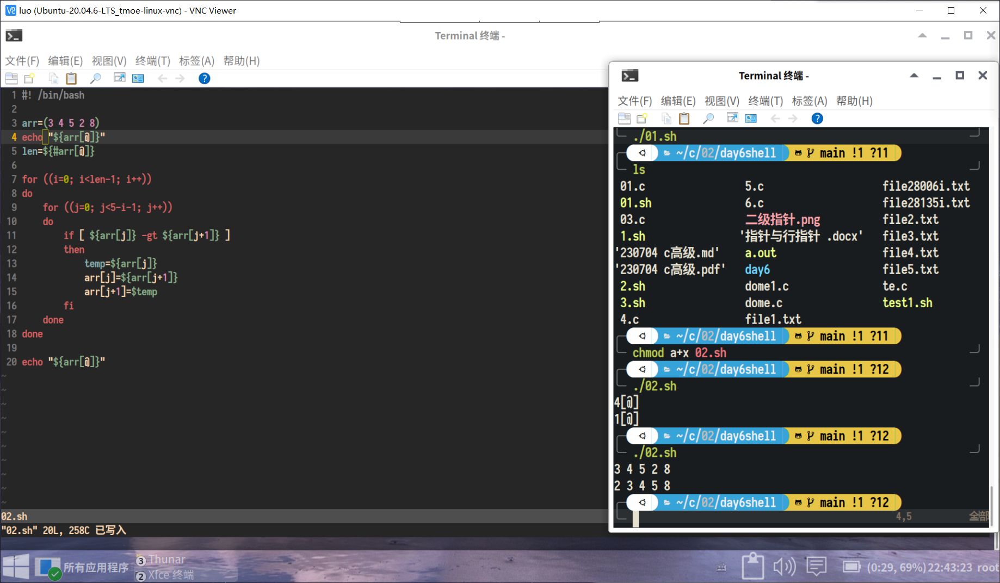 luo (Ubuntu-20.04.6-LTS_tmoe-linux-vnc) - VNC Viewer
Terminal 终端 -
文件(F) 编辑(E) 视图(V) 终端(T) 标签(A) 帮助(H)
1 #! /bin/bash
2
3 arr=(3 4 5 2 8)
4 echo "${arr[@]}"
5 len=${#arr[@]}
6
7 for ((i=0; i<len-1; i++))
8 do
9     for ((j=0; j<5-i-1; j++))
10     do
11         if [ ${arr[j]} -gt ${arr[j+1]} ]
12         then
13             temp=${arr[j]}
14             arr[j]=${arr[j+1]}
15             arr[j+1]=$temp
16         fi
17     done
18 done
19
20 echo "${arr[@]}"
~
~
~
~
~
~
~
~
~
~
02.sh
"02.sh" 20L, 258C 已写入
Terminal 终端 -
文件(F) 编辑(E) 视图(V) 终端(T) 标签(A) 帮助(H)
./01.sh
~/c/02/day6shell main !1 ?11
ls
01.c 5.c file28006i.txt
01.sh 6.c file28135i.txt
03.c 二级指针.png file2.txt
1.sh '指针与行指针 .docx' file3.txt
'230704 c高级.md' a.out file4.txt
'230704 c高级.pdf' day6 file5.txt
2.sh dome1.c te.c
3.sh dome.c test1.sh
4.c file1.txt
~/c/02/day6shell main !1 ?11
chmod a+x 02.sh
~/c/02/day6shell main !1 ?12
./02.sh
4[@]
1[@]
~/c/02/day6shell main !1 ?12
./02.sh
3 4 5 2 8
2 3 4 5 8
~/c/02/day6shell main !1 ?12
4,5 全部
所有应用程序
3 Thunar
2 Xfce 终端
(0:29, 69%) 22:43:23 root